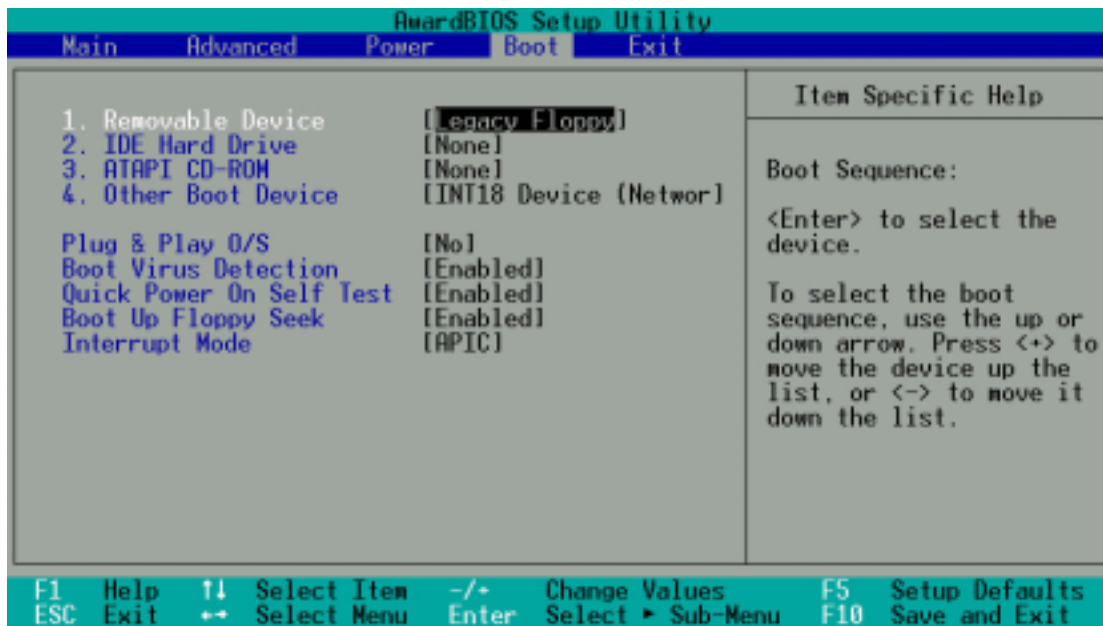 AwardBIOS Setup Utility
Main Advanced Power Boot Exit
1. Removable Device [Legacy Floppy]
2. IDE Hard Drive [None]
3. ATAPI CD-ROM [None]
4. Other Boot Device [INT18 Device (Networ]
Plug & Play O/S [No]
Boot Virus Detection [Enabled]
Quick Power On Self Test [Enabled]
Boot Up Floppy Seek [Enabled]
Interrupt Mode [APIC]
Item Specific Help
Boot Sequence:
<Enter> to select the
device.
To select the boot
sequence, use the up or
down arrow. Press <+> to
move the device up the
list, or <-> to move it
down the list.
F1 Help ↑↓ Select Item -/+ Change Values F5 Setup Defaults
ESC Exit ←→ Select Menu Enter Select ► Sub-Menu F10 Save and Exit